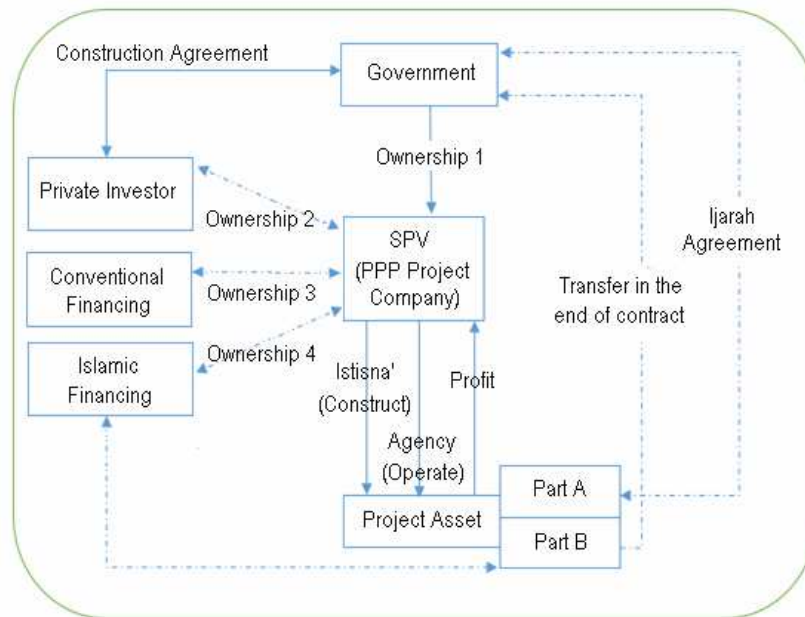 Construction Agreement
Government
Ownership 1
Private Investor
Ownership 2
Ijarah
Agreement
SPV
(PPP Project
Company)
Conventional
Financing
Ownership 3
Transfer in the
end of contract
Ownership 4
Islamic
Financing
Istisna'
(Construct)
Profit
Agency
(Operate)
Part A
Project Asset
Part B